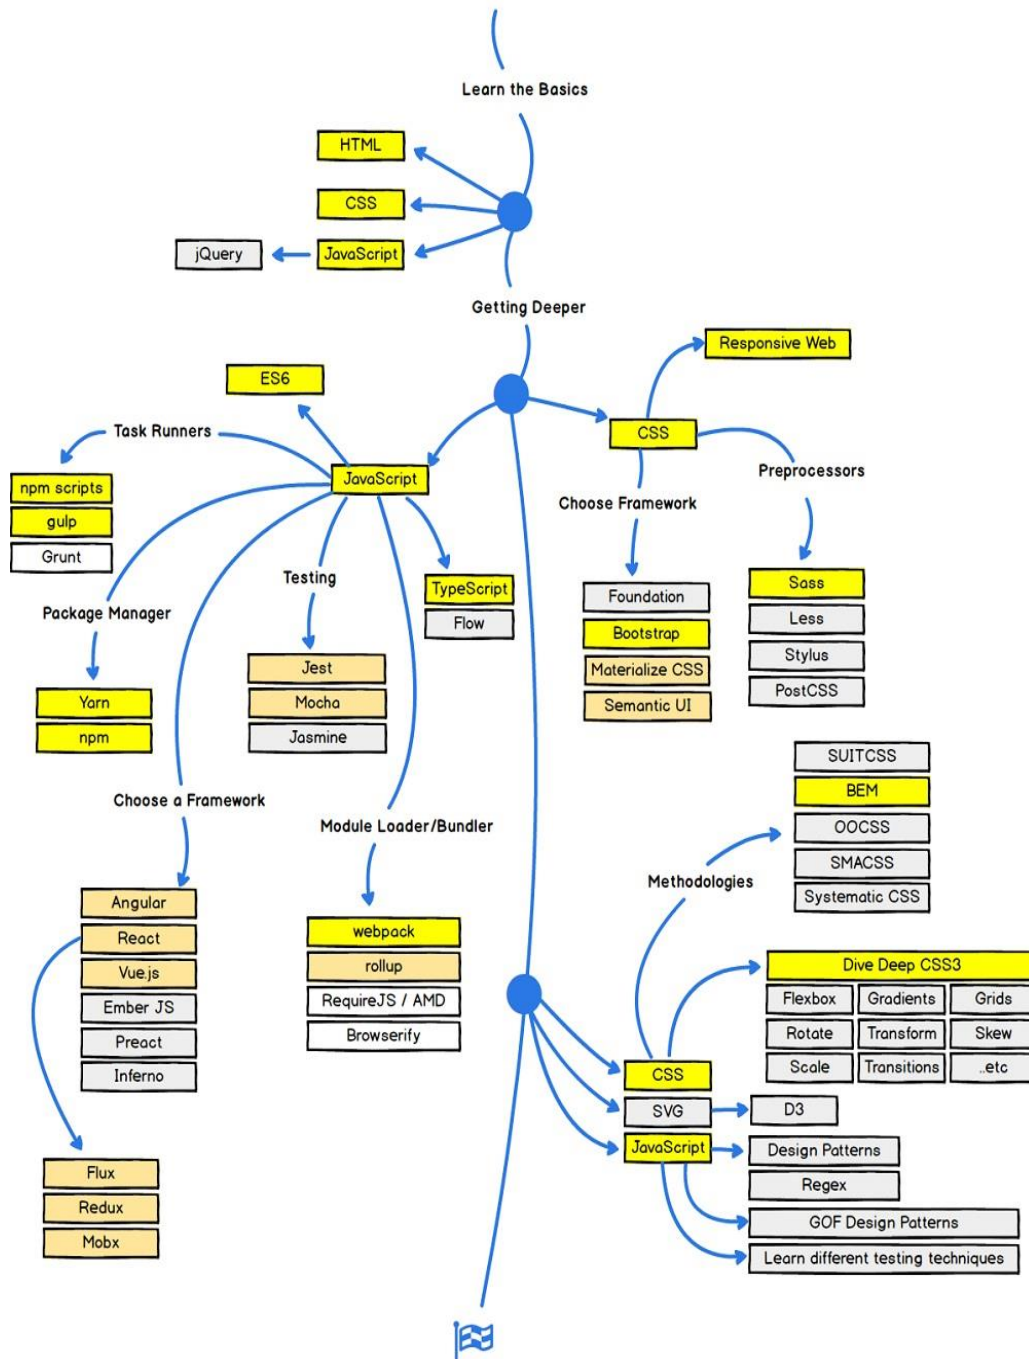 Learn the Basics
HTML
CSS
jQuery
JavaScript
Getting Deeper
Responsive Web
ES6
CSS
Task Runners
JavaScript
Preprocessors
npm scripts
gulp
Grunt
Choose Framework
Testing
TypeScript
Flow
Foundation
Bootstrap
Materialize CSS
Semantic UI
Sass
Less
Stylus
PostCSS
Package Manager
Yarn
npm
Jest
Mocha
Jasmine
Choose a Framework
Module Loader/Bundler
SUITCSS
BEM
OOCSS
SMACSS
Systematic CSS
Methodologies
Angular
React
Vue.js
Ember JS
Preact
Inferno
webpack
rollup
RequireJS / AMD
Browserify
Dive Deep CSS3
Flexbox Gradients Grids
Rotate Transform Skew
Scale Transitions ..etc
CSS
SVG
D3
JavaScript
Design Patterns
Regex
GOF Design Patterns
Learn different testing techniques
Flux
Redux
Mobx